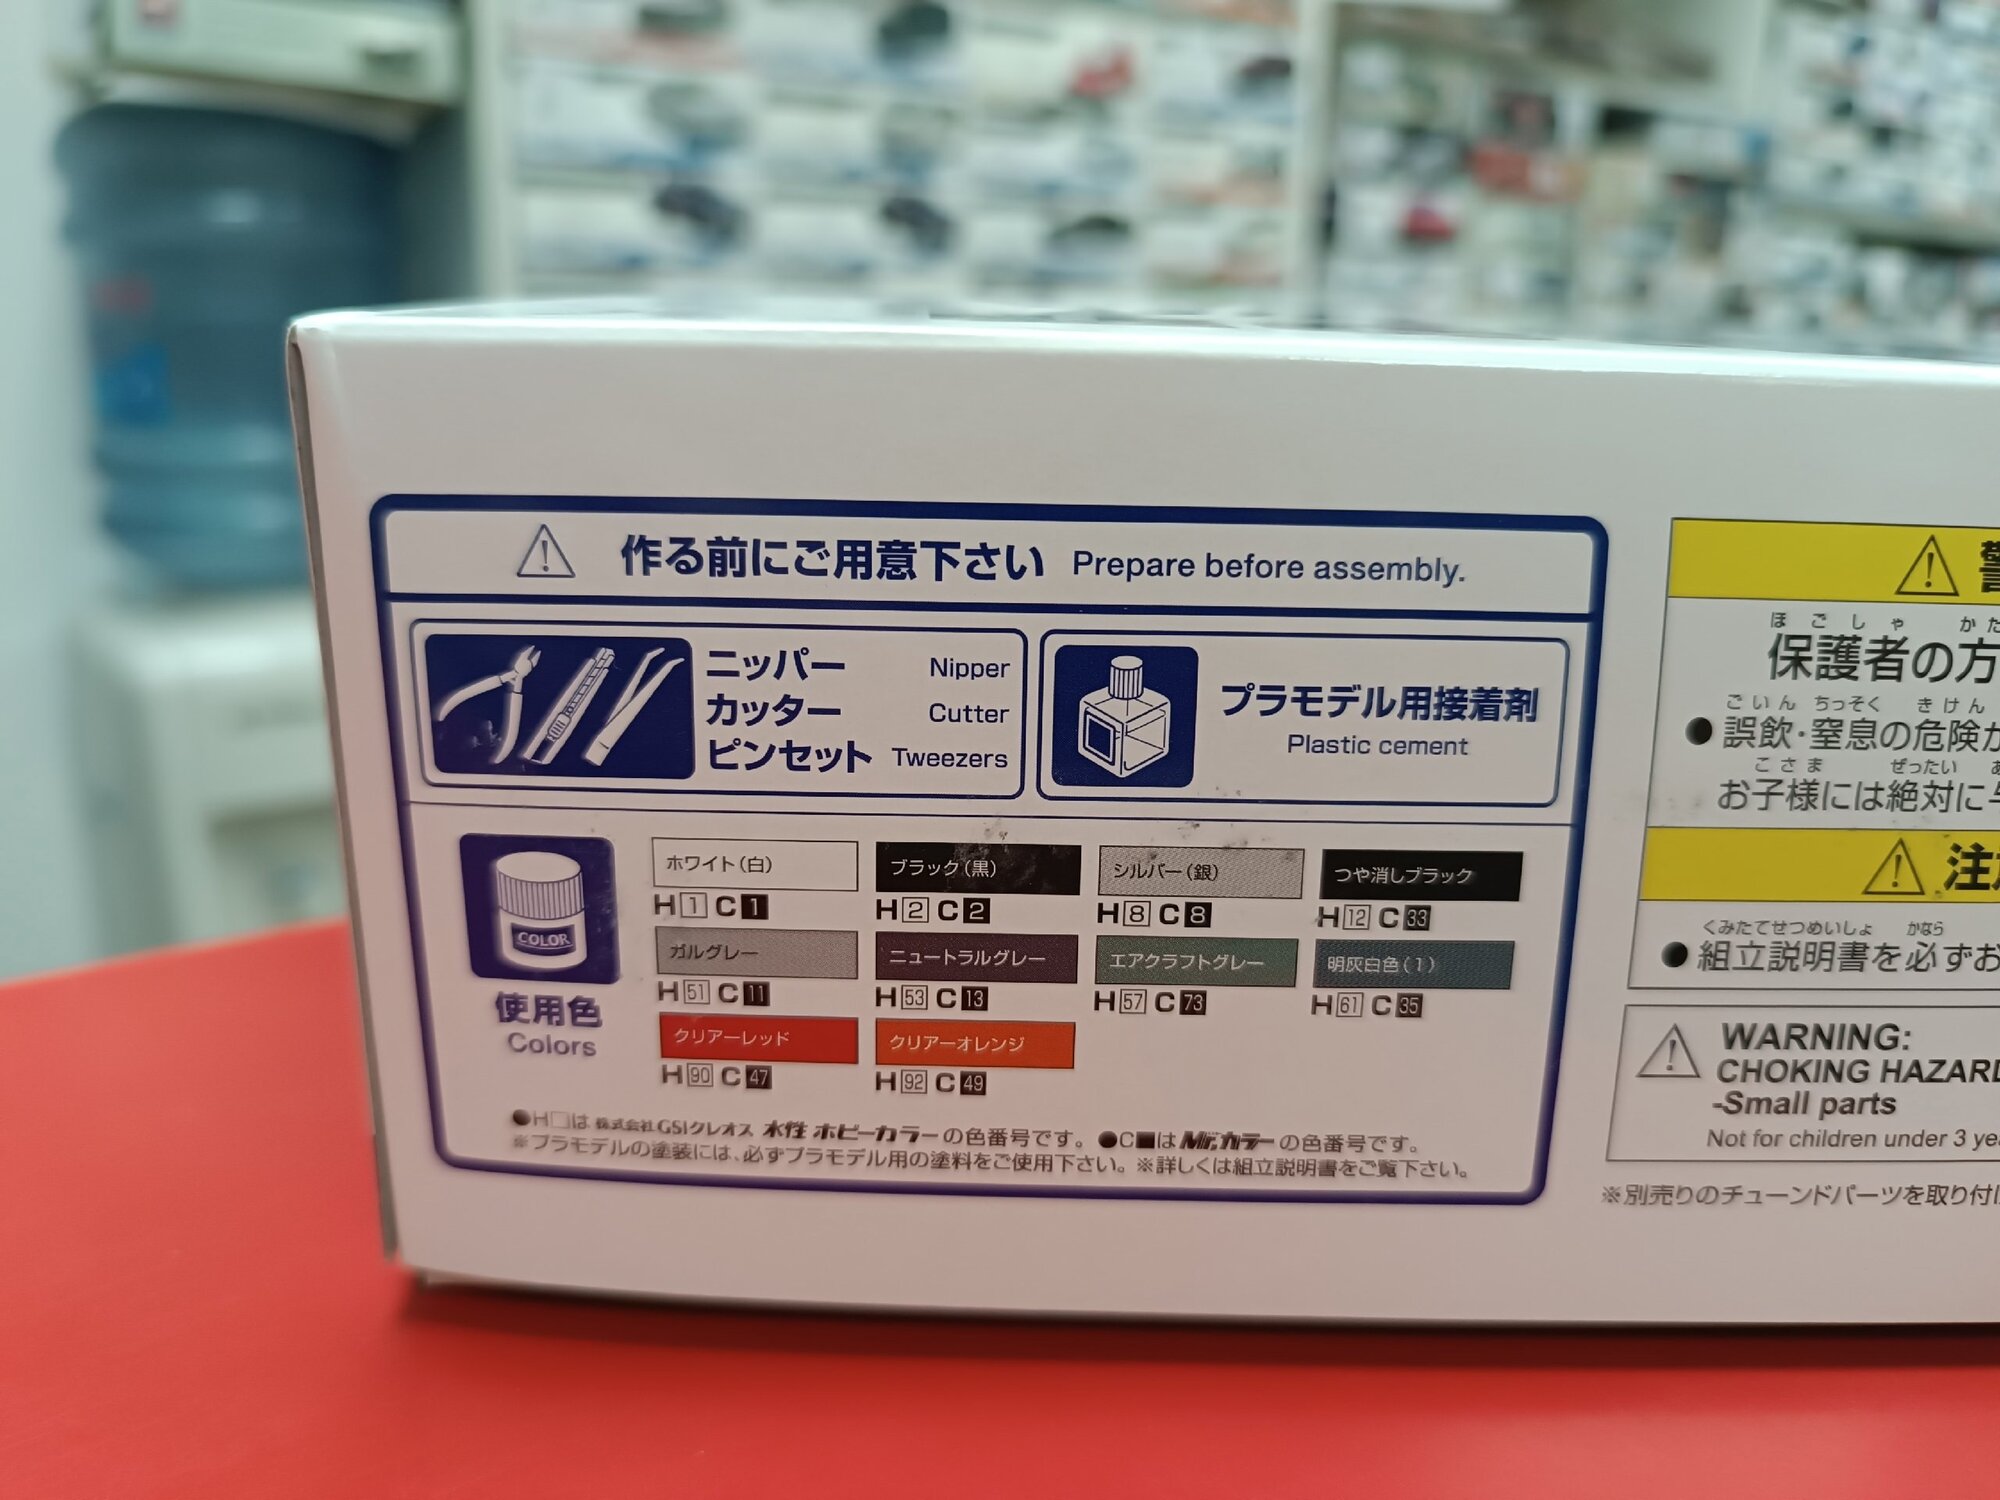 作る前にご用意下さい Prepare before assembly.
ニッパー Nipper
カッター Cutter
ピンセット Tweezers
プラモデル用接着剤
Plastic cement
COLOR
使用色
Colors
ホワイト(白) ブラック(黒) シルバー(銀) つや消しブラック
H1 C1 H2 C2 H8 C8 H12 C33
ガルグレー ニュートラルグレー エアクラフトグレー 明灰白色(1)
H51 C11 H53 C13 H57 C73 H61 C35
クリアーレッド クリアーオレンジ
H90 C47 H92 C49
●H□は 株式会社GSIクレオス 水性 ホビーカラーの色番号です。●C■はMr.カラーの色番号です。
※プラモデルの塗装には、必ずプラモデル用の塗料をご使用下さい。※詳しくは組立説明書をご覧下さい。
ほごしゃ かた
保護者の方
ごいん ちっそく きけん
●誤飲・窒息の危険が
こさま ぜったい
お子様には絶対に
くみたてせつめいしょ かなら
●組立説明書を必ずお
WARNING:
CHOKING HAZARD
-Small parts
Not for children under 3
※別売りのチューンドパーツを取り付け